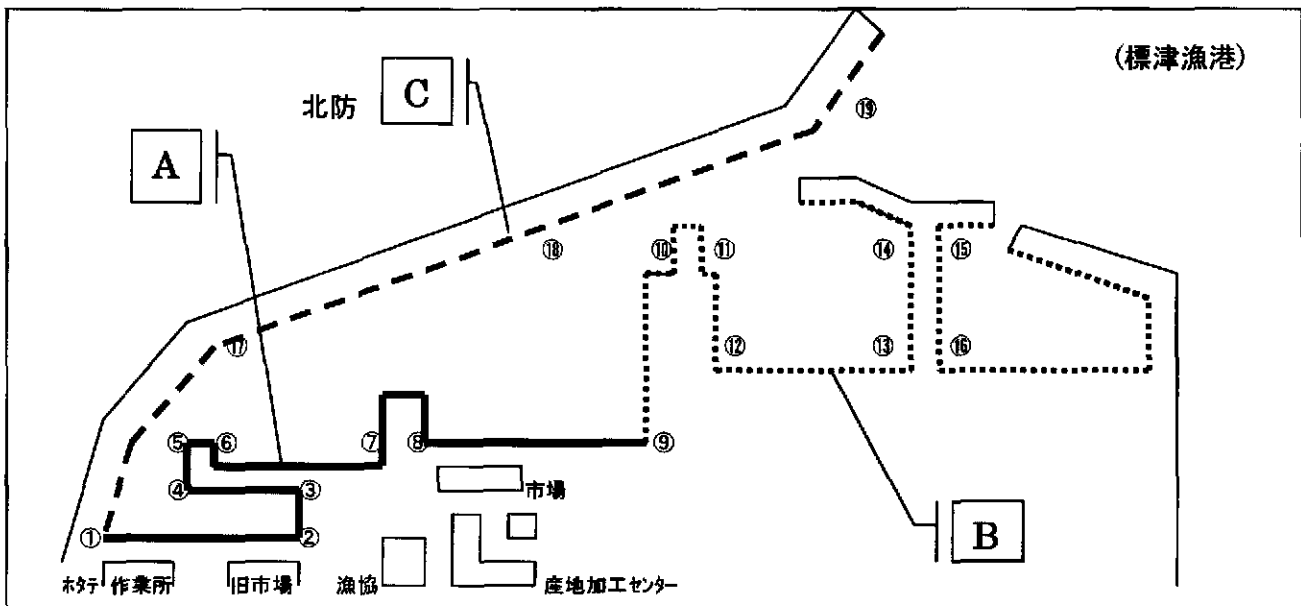 (標津漁港)
北防
C
A
⑲
⑱
⑩
⑪
⑭
⑮
⑰
⑫
⑬
⑯
⑤
⑥
⑦
⑧
⑨
④
③
市場
①
②
B
ホタテ 作業所
旧市場
漁協
産地加工センター